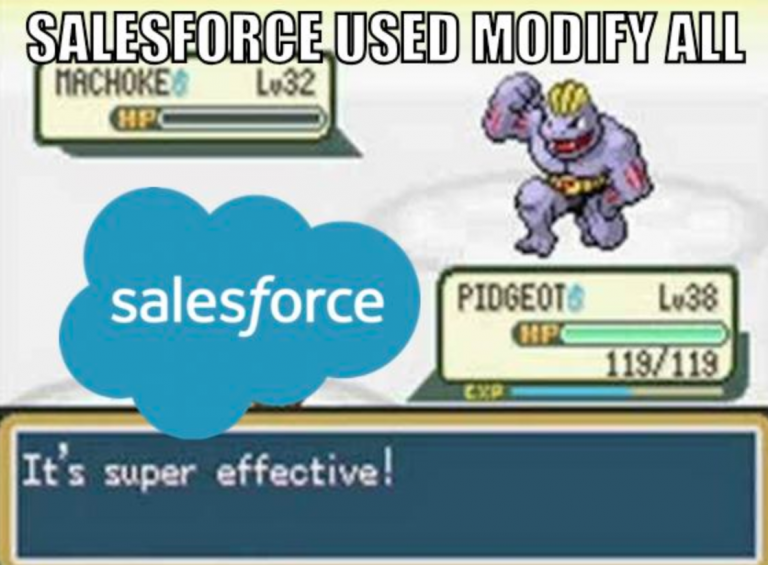 SALESFORCE USED MODIFY ALL
MACHOKE♂ Lv32
HP
salesforce
PIDGEOT♂ Lv38
HP
119/119
EXP
It's super effective!